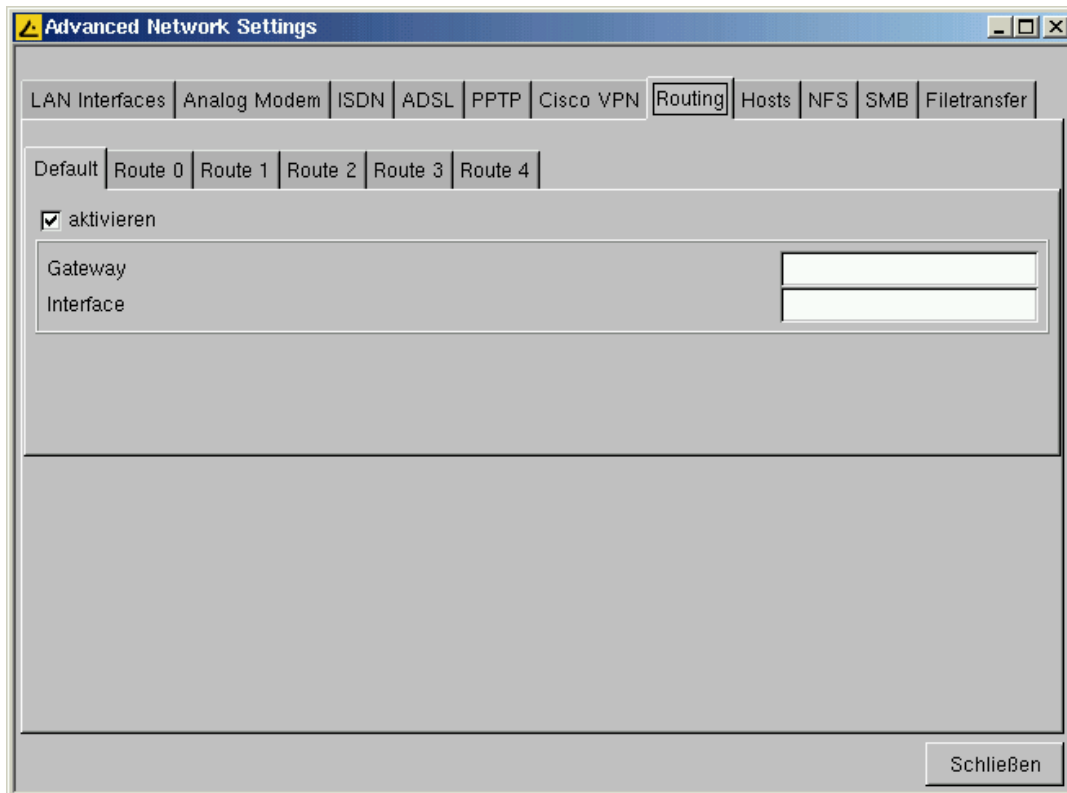 Advanced Network Settings
LAN Interfaces Analog Modem ISDN ADSL PPTP Cisco VPN Routing Hosts NFS SMB Filetransfer
Default Route 0 Route 1 Route 2 Route 3 Route 4
aktivieren
Gateway
Interface
Schließen